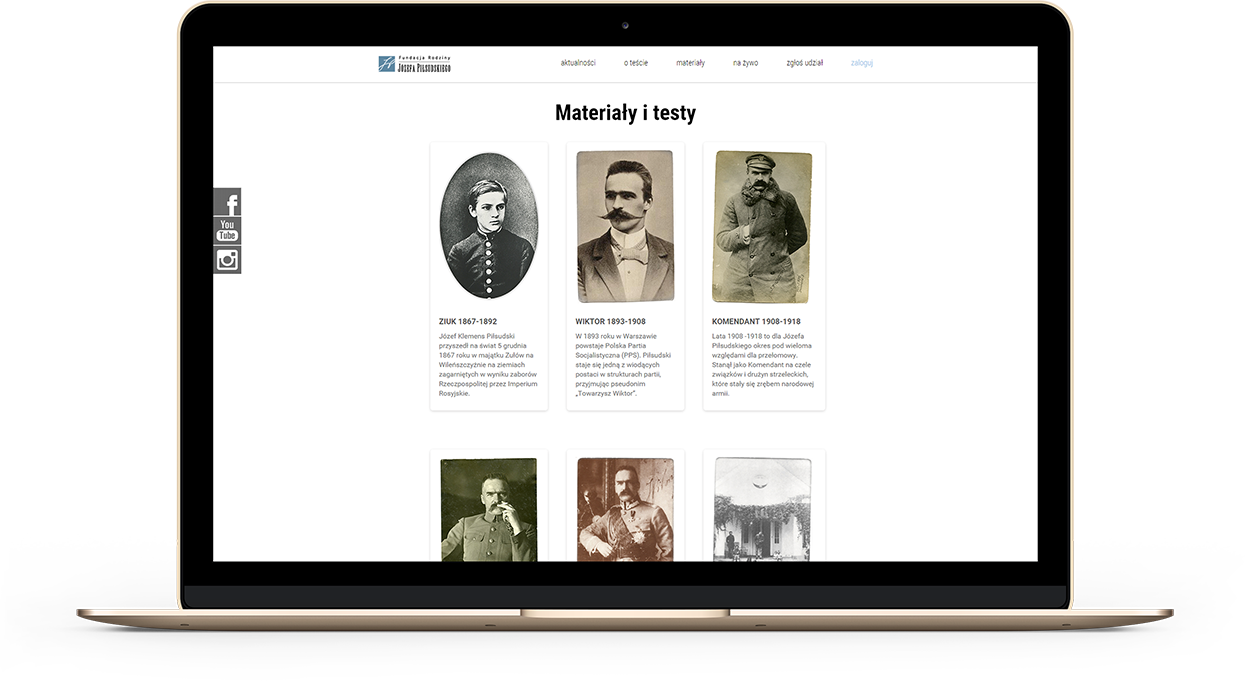 Fundacja Rodziny
JÓZEFA PIŁSUDSKIEGO
aktualności
o teście
materiały
na żywo
zgłoś udział
zaloguj
Materiały i testy
f
You
Tube
ZIUK 1867-1892
Józef Klemens Piłsudski
przyszedł na świat 5 grudnia
1867 roku w majątku Zułów na
Wileńszczyźnie na ziemiach
zagarniętych w wyniku zaborów
Rzeczpospolitej przez Imperium
Rosyjskie.
WIKTOR 1893-1908
W 1893 roku w Warszawie
powstaje Polska Partia
Socjalistyczna (PPS). Piłsudski
staje się jedną z wiodących
postaci w strukturach partii,
przyjmując pseudonim
„Towarzysz Wiktor”.
KOMENDANT 1908-1918
Lata 1908 -1918 to dla Józefa
Piłsudskiego okres pod wieloma
względami dla przełomowy.
Stanął jako Komendant na czele
związków i drużyn strzeleckich,
które stały się zrębem narodowej
armii.